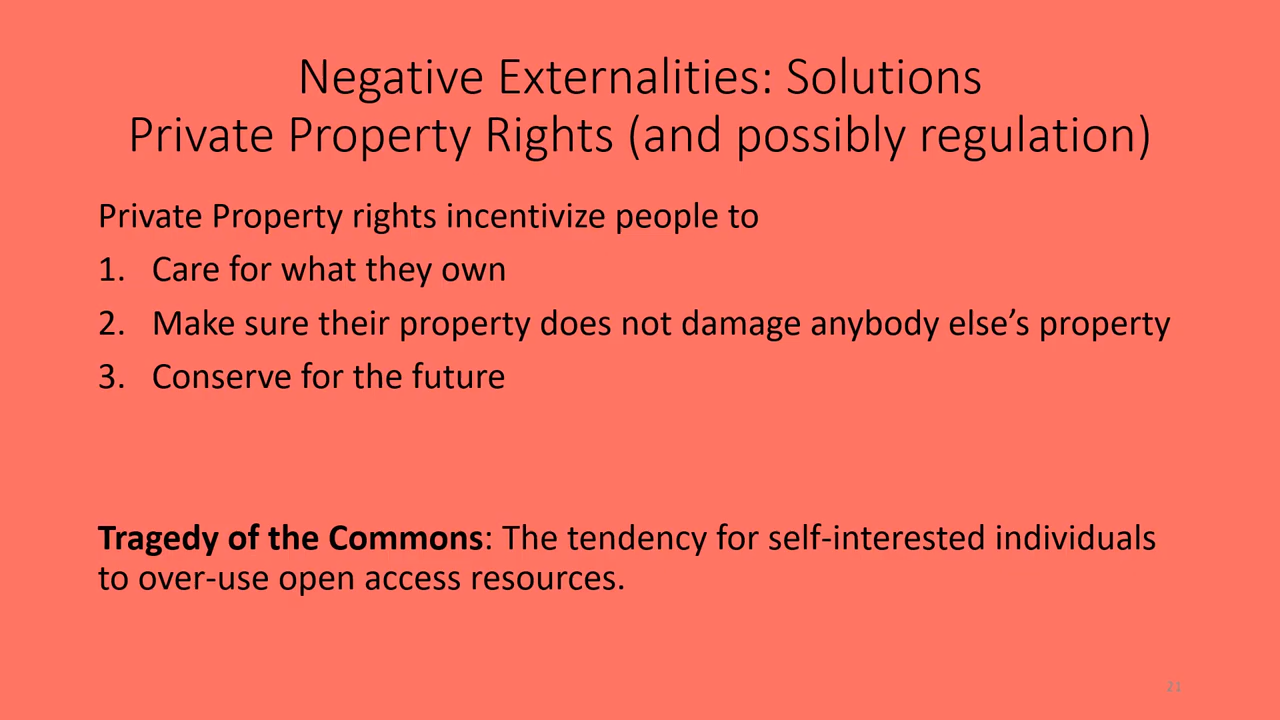 Negative Externalities: Solutions
Private Property Rights (and possibly regulation)
Private Property rights incentivize people to
1. Care for what they own
2. Make sure their property does not damage anybody else’s property
3. Conserve for the future
Tragedy of the Commons: The tendency for self-interested individuals
to over-use open access resources.
21